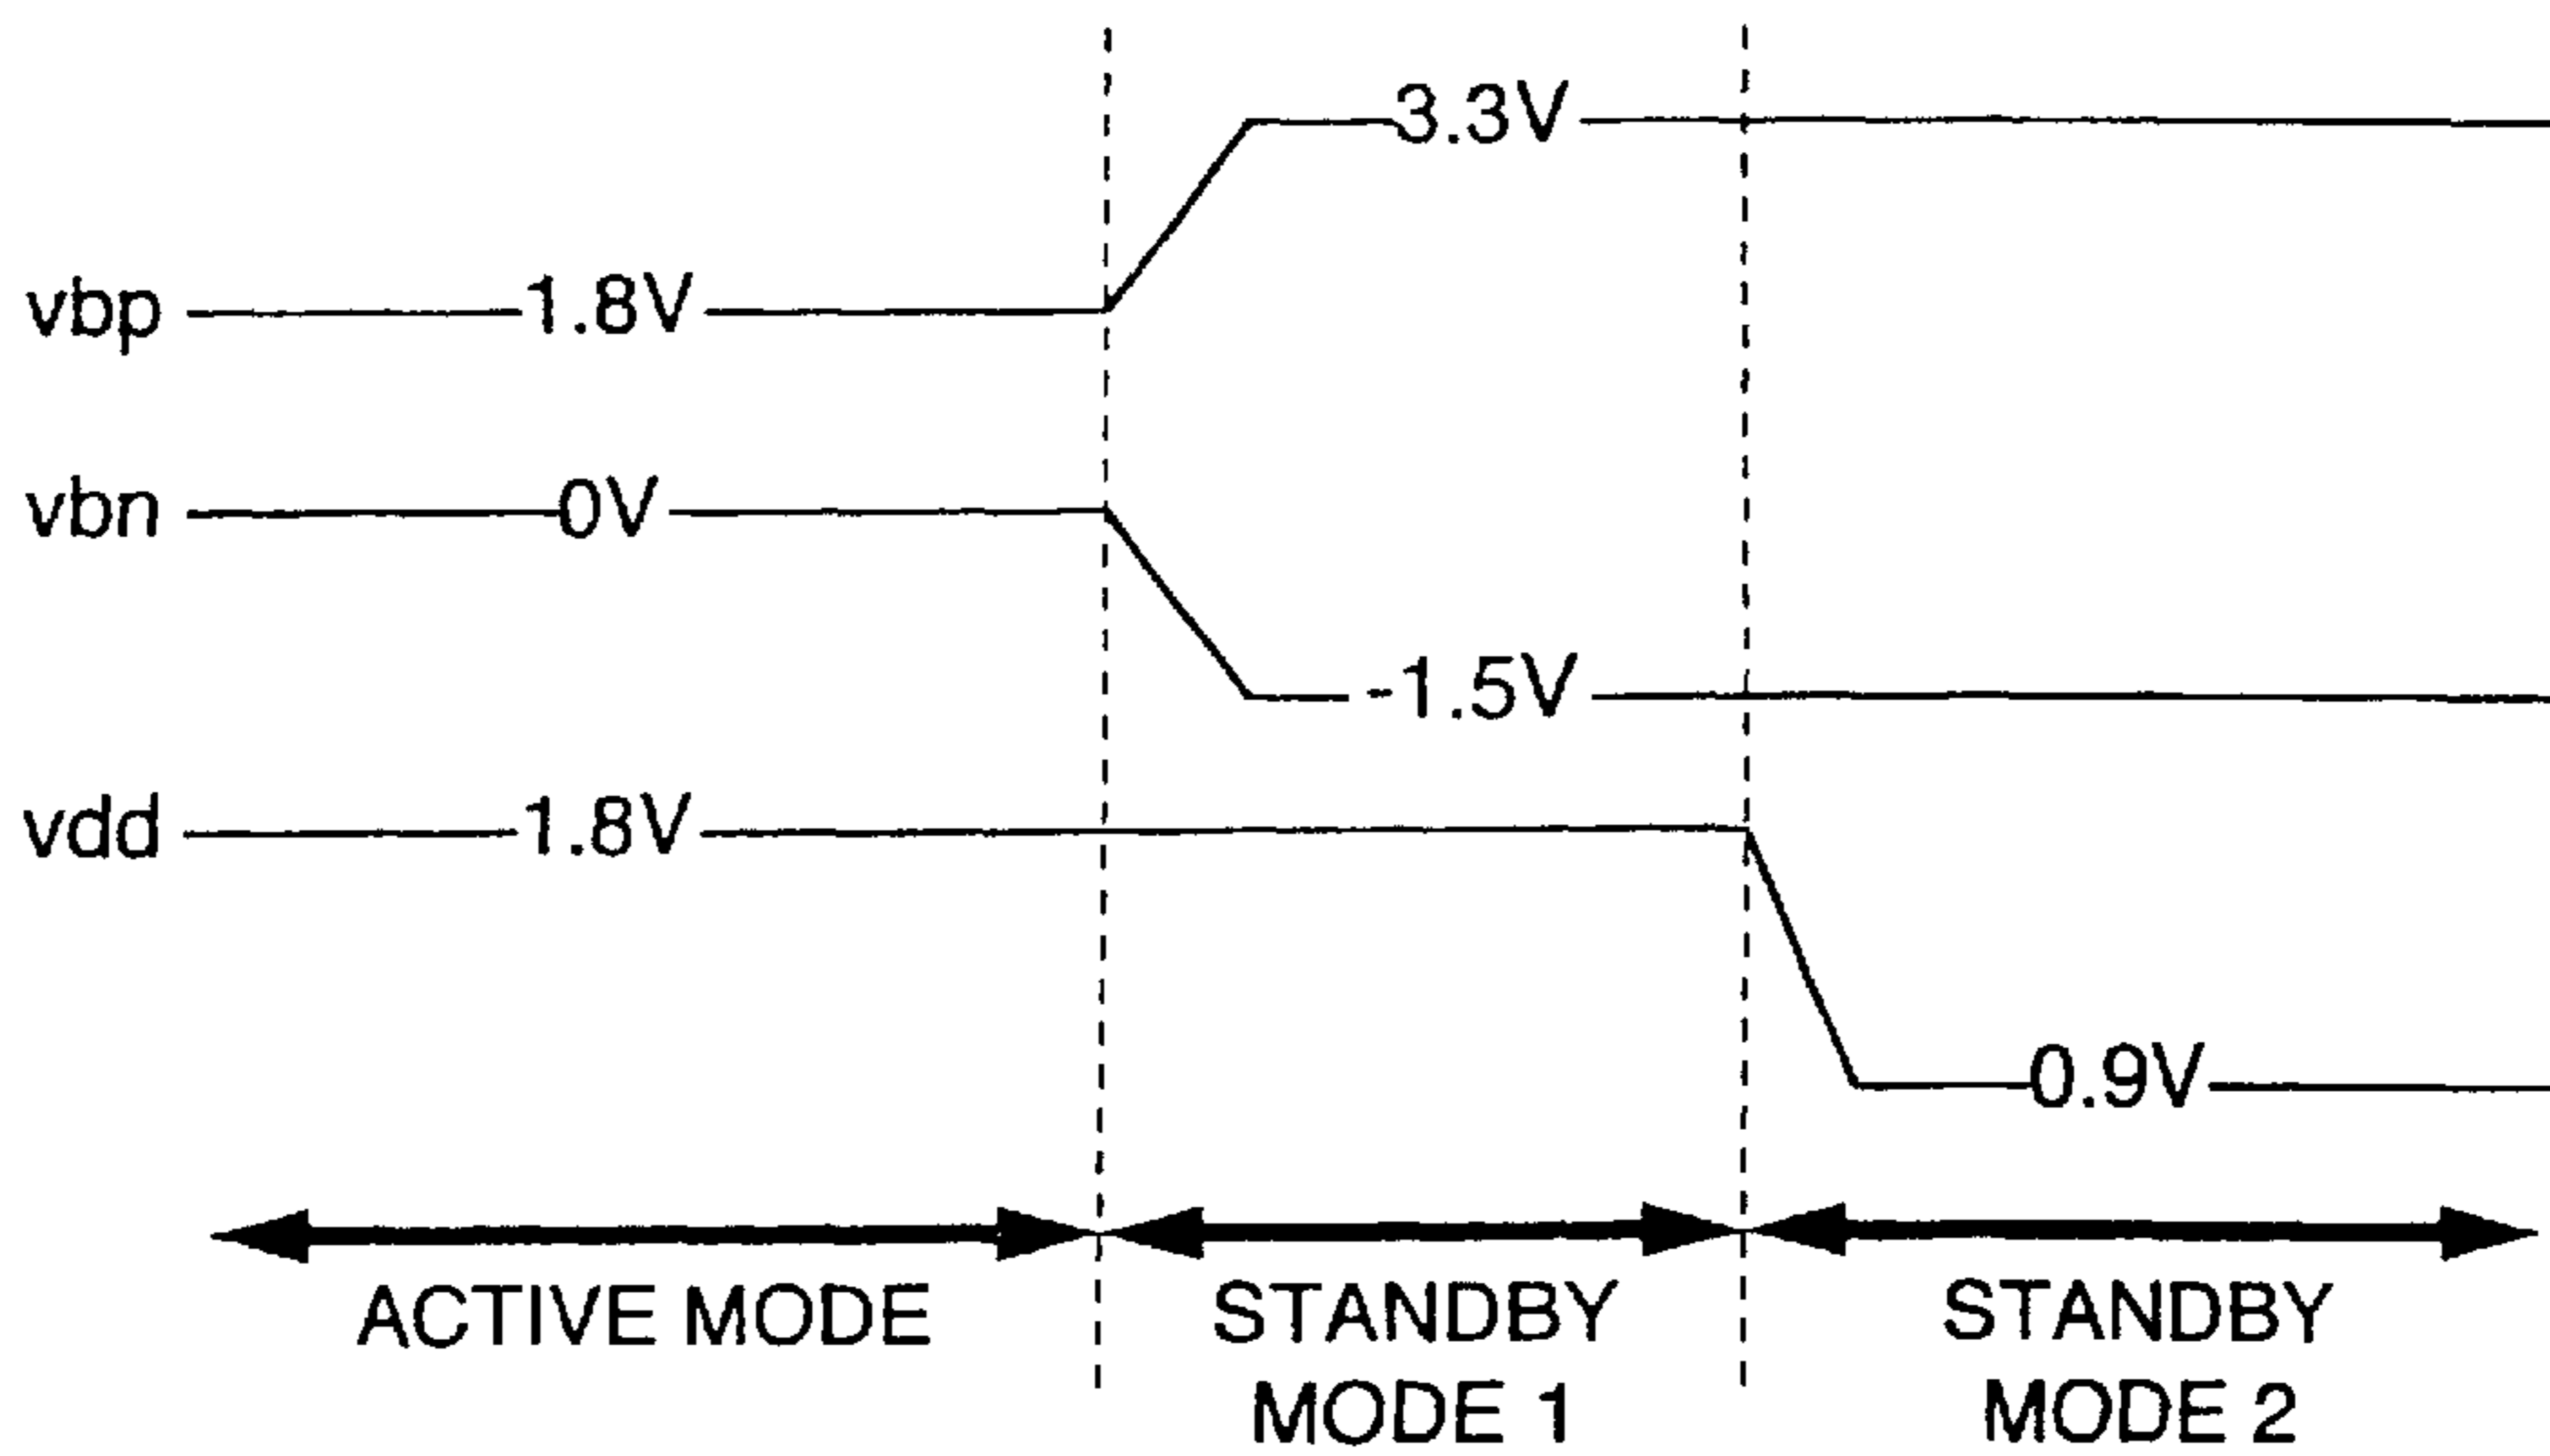 3.3V
vbp 1.8V
vbn 0V
-1.5V
vdd 1.8V
0.9V
ACTIVE MODE
STANDBY
MODE 1
STANDBY
MODE 2